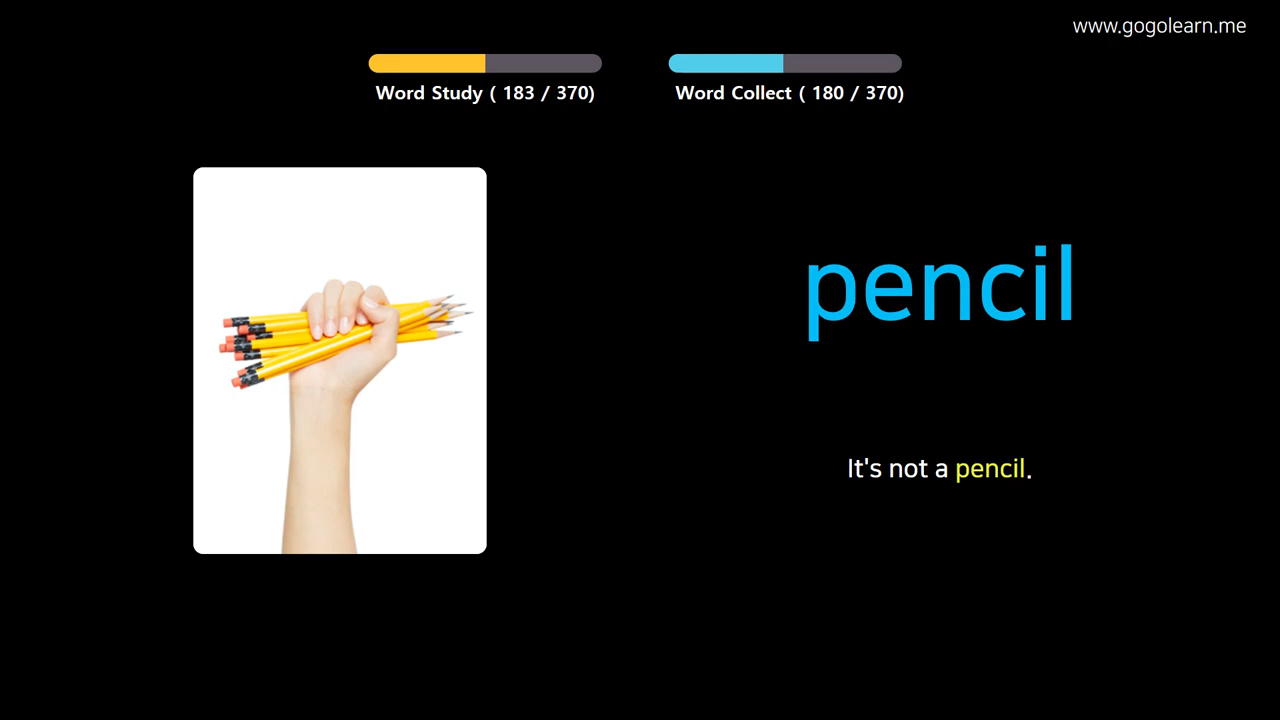 www.gogolearn.me
Word Study ( 183 / 370)
Word Collect ( 180 / 370)
pencil
It's not a pencil.